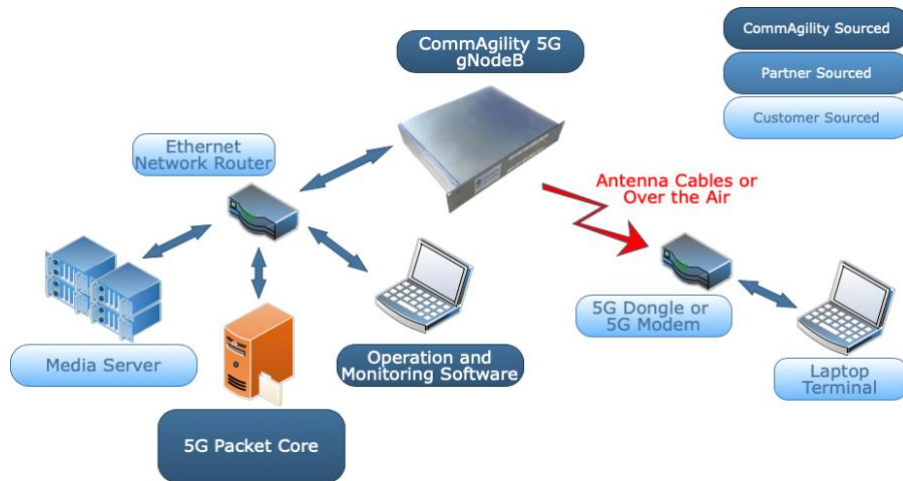 CommAgility 5G
gNodeB
CommAgility Sourced
Partner Sourced
Customer Sourced
Ethernet
Network Router
Antenna Cables or
Over the Air
Media Server
Operation and
Monitoring Software
5G Packet Core
5G Dongle or
5G Modem
Laptop
Terminal